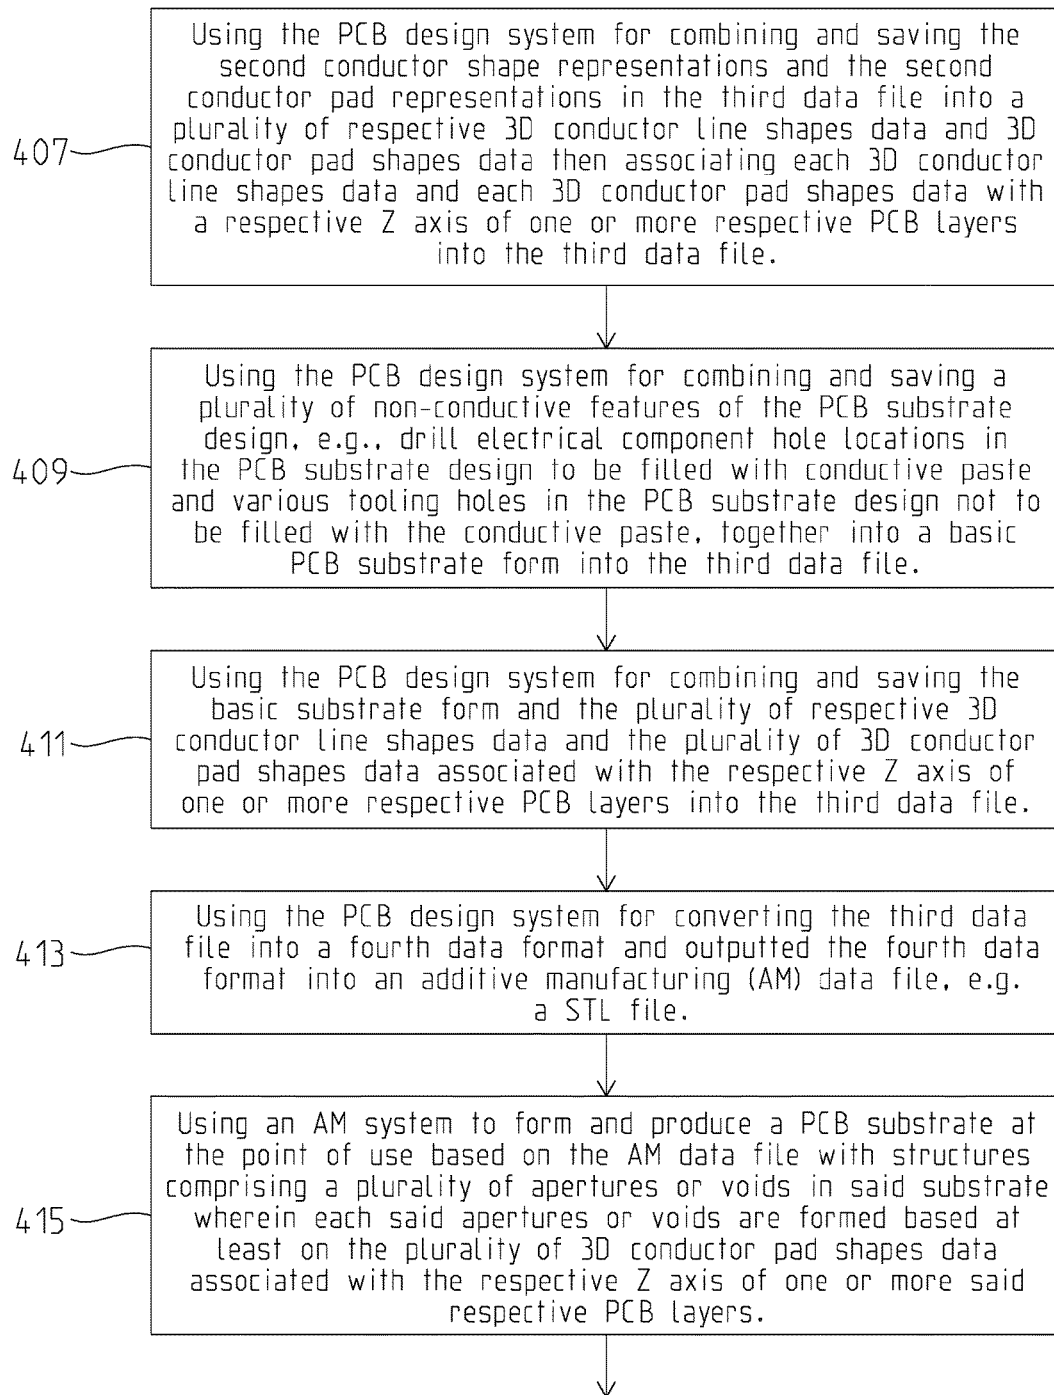 Using the PCB design system for combining and saving the
second conductor shape representations and the second
conductor pad representations in the third data file into a
plurality of respective 3D conductor line shapes data and 3D
conductor pad shapes data then associating each 3D conductor
line shapes data and each 3D conductor pad shapes data with
a respective Z axis of one or more respective PCB layers
into the third data file.
407
Using the PCB design system for combining and saving a
plurality of non-conductive features of the PCB substrate
design, e.g., drill electrical component hole locations in
the PCB substrate design to be filled with conductive paste
and various tooling holes in the PCB substrate design not to
be filled with the conductive paste, together into a basic
PCB substrate form into the third data file.
409
Using the PCB design system for combining and saving the
basic substrate form and the plurality of respective 3D
conductor line shapes data and the plurality of 3D conductor
pad shapes data associated with the respective Z axis of
one or more respective PCB layers into the third data file.
411
Using the PCB design system for converting the third data
file into a fourth data format and outputted the fourth data
format into an additive manufacturing (AM) data file, e.g.
a STL file.
413
Using an AM system to form and produce a PCB substrate at
the point of use based on the AM data file with structures
comprising a plurality of apertures or voids in said substrate
wherein each said apertures or voids are formed based at
least on the plurality of 3D conductor pad shapes data
associated with the respective Z axis of one or more said
respective PCB layers.
415